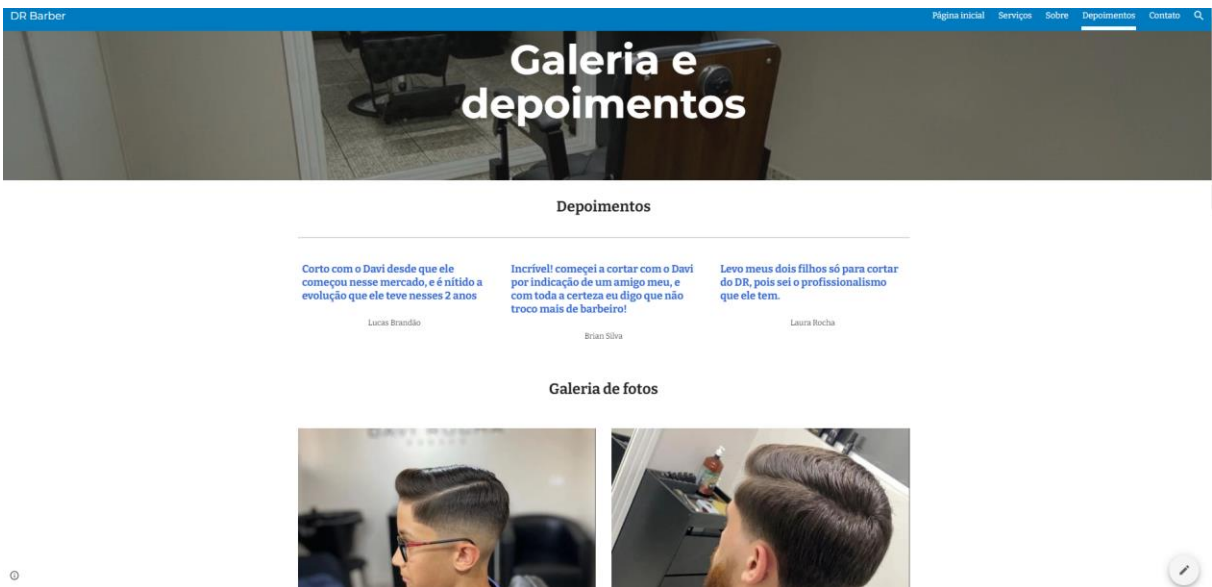 DR Barber
Página inicial Serviços Sobre Depoimentos Contato
Galeria e
depoimentos
Depoimentos
Corto com o Davi desde que ele
começou nesse mercado, e é nítido a
evolução que ele teve nesses 2 anos
Lucas Brandão
Incrível! começei a cortar com o Davi
por indicação de um amigo meu, e
com toda a certeza eu digo que não
troco mais de barbeiro!
Brian Silva
Levo meus dois filhos só para cortar
do DR, pois sei o profissionalismo
que ele tem.
Laura Rocha
Galeria de fotos